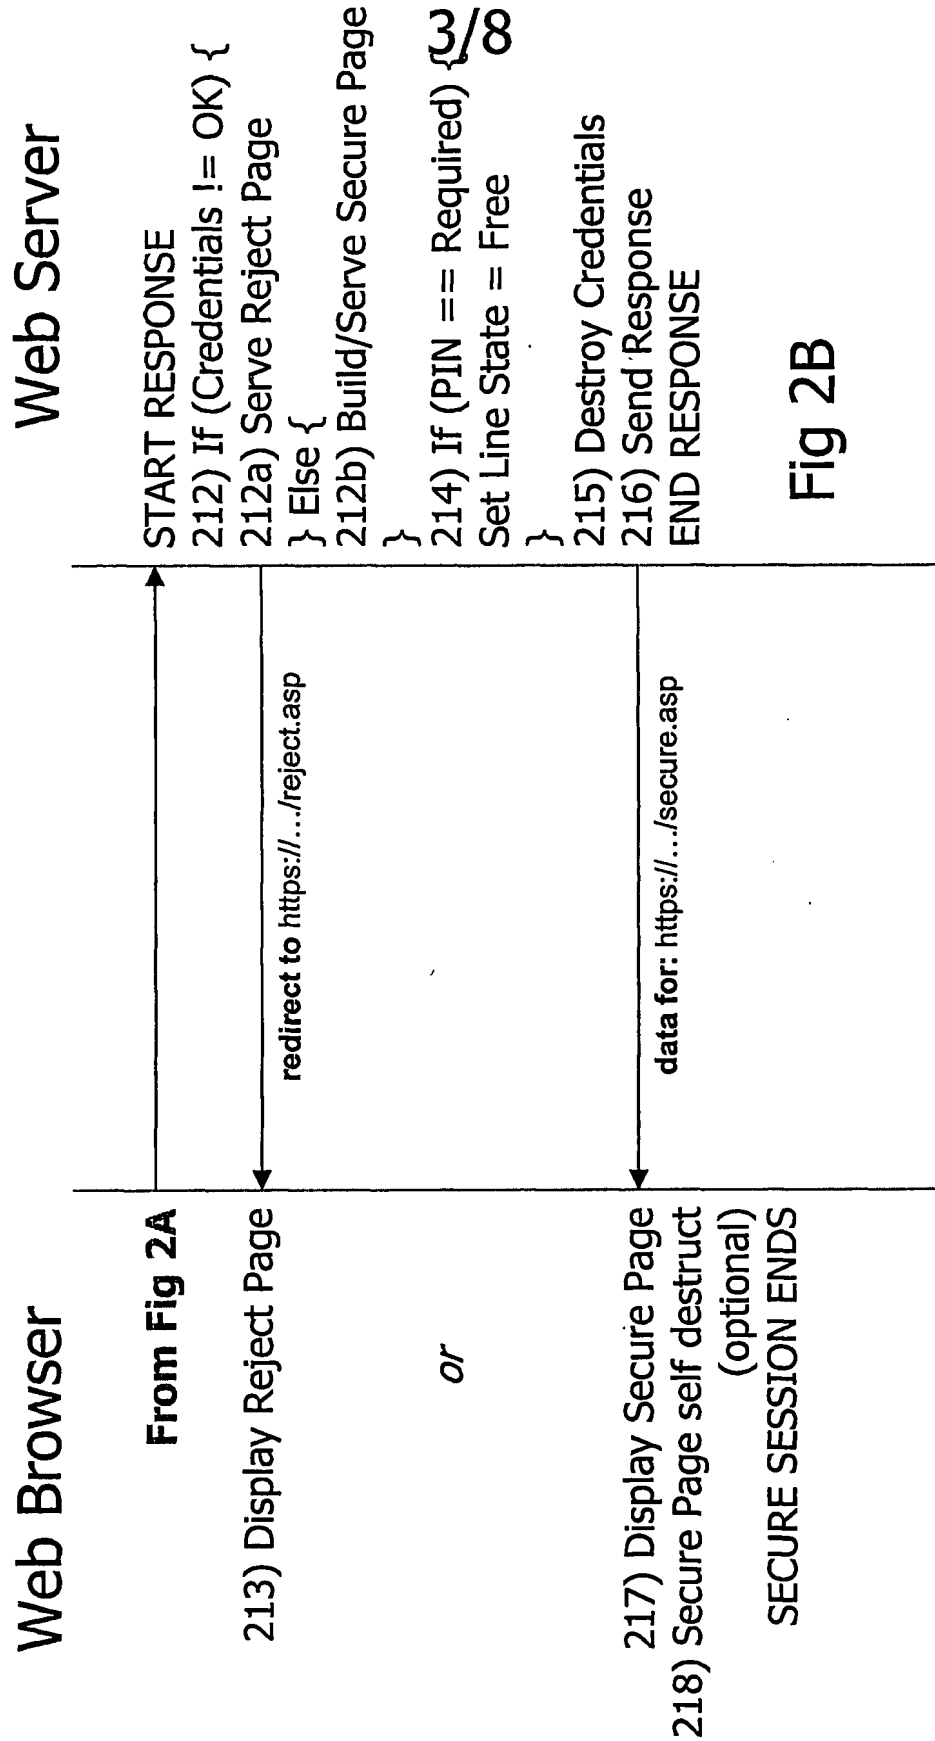 3/8
Web Browser
Web Server
From Fig 2A
START RESPONSE
212) If (Credentials != OK) {
213) Display Reject Page
212a) Serve Reject Page
redirect to https://.../reject.asp
} Else {
212b) Build/Serve Secure Page
}
or
214) If (PIN == Required) {
Set Line State = Free
}
215) Destroy Credentials
217) Display Secure Page
216) Send Response
data for: https://.../secure.asp
218) Secure Page self destruct
END RESPONSE
(optional)
SECURE SESSION ENDS
Fig 2B